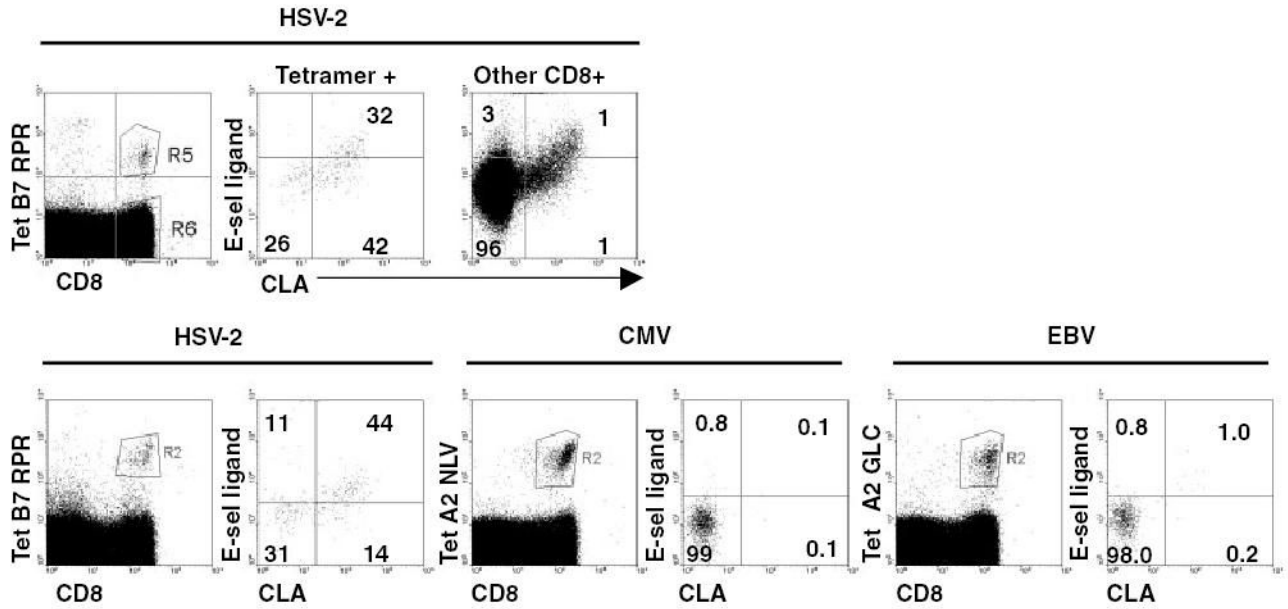 HSV-2
Tetramer +
Other CD8+
Tet B7 RPR
R5
R6
CD8
E-sel ligand
32
26
42
3
1
96
1
CLA
HSV-2
CMV
EBV
Tet B7 RPR
R2
CD8
E-sel ligand
11
44
31
14
CLA
Tet A2 NLV
R2
CD8
E-sel ligand
0.8
0.1
99
0.1
CLA
Tet A2 GLC
R2
CD8
E-sel ligand
0.8
1.0
98.0
0.2
CLA